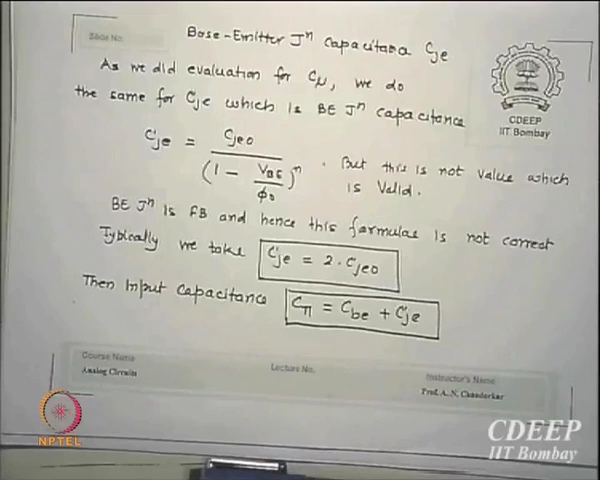 Slide No.
Base-Emitter Jⁿ Capacitana Cje
As we did evaluation for Cμ, we do
the same for Cje which is BE Jⁿ Capacitance
CDEEP
IIT Bombay
Cje = Cjeo / (1 - VBE/φo)ⁿ . But this is not value which
is Valid.
BE Jⁿ is FB and hence this formulas is not correct
Typically we take Cje = 2 · Cjeo
Then Input Capacitance Cπ = Cbe + Cje
Course Name
Analog Circuits
Lecture No.
Instructor's Name
Prof. A. N. Chandorkar
NPTEL
CDEEP
IIT Bombay